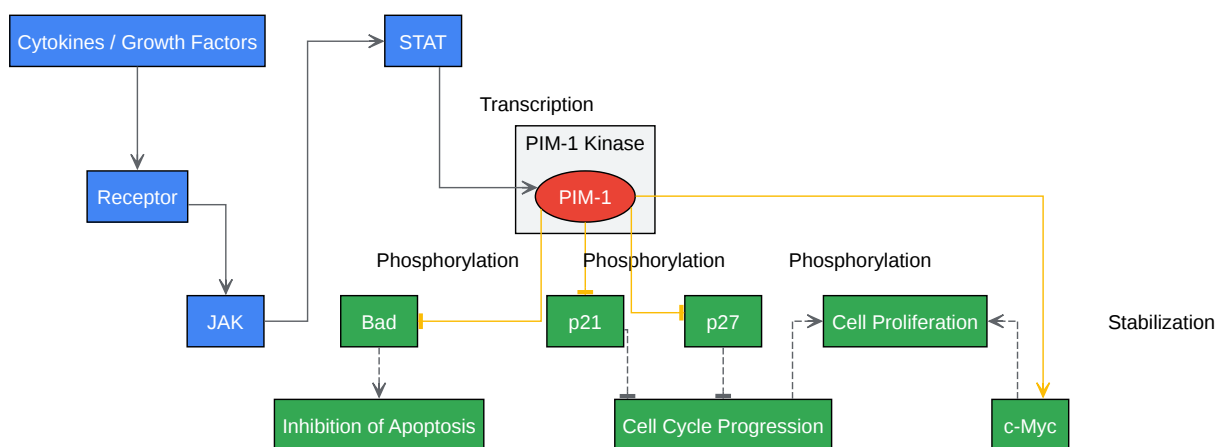 Cytokines / Growth Factors
STAT
Transcription
PIM-1 Kinase
Receptor
PIM-1
Phosphorylation
Phosphorylation
Phosphorylation
JAK
Bad
p21
p27
Cell Proliferation
Stabilization
Inhibition of Apoptosis
Cell Cycle Progression
c-Myc